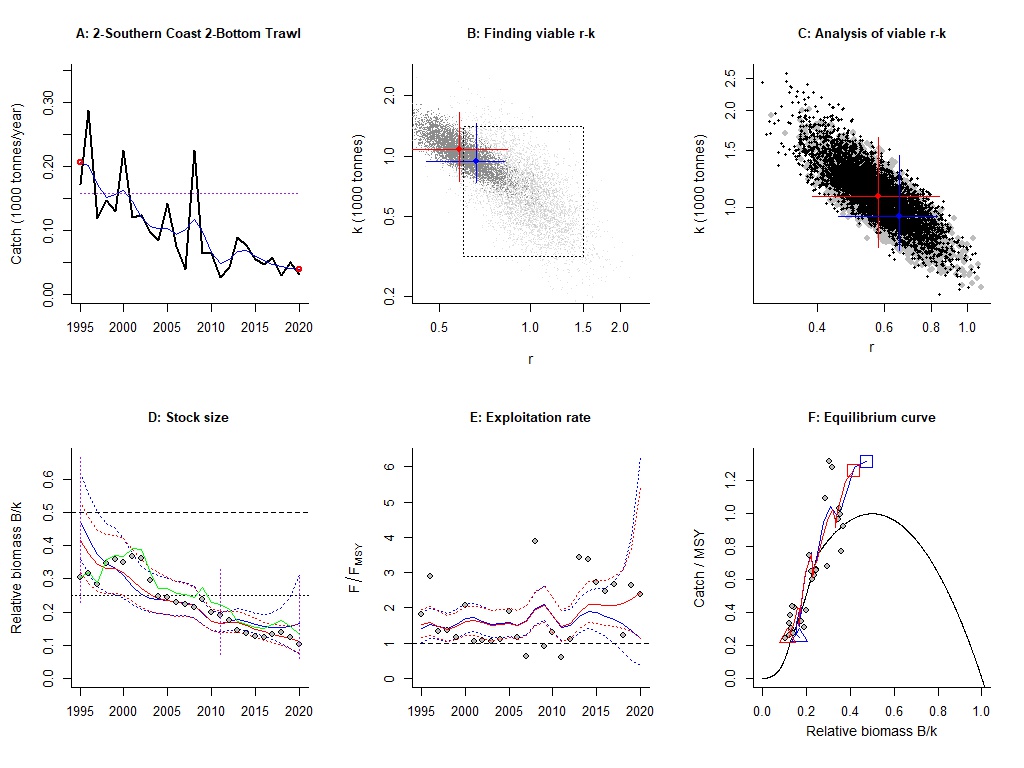 A: 2-Southern Coast 2-Bottom Trawl
B: Finding viable r-k
C: Analysis of viable r-k
Catch (1000 tonnes/year)
0.00 0.10 0.20 0.30
1995 2000 2005 2010 2015 2020
k (1000 tonnes)
0.2 0.5 1.0 2.0
0.5 1.0 1.5 2.0
r
k (1000 tonnes)
1.0 1.5 2.0 2.5
0.4 0.6 0.8 1.0
r
D: Stock size
E: Exploitation rate
F: Equilibrium curve
Relative biomass B/k
0.0 0.1 0.2 0.3 0.4 0.5 0.6
1995 2000 2005 2010 2015 2020
F / FMSY
0 1 2 3 4 5 6
1995 2000 2005 2010 2015 2020
Catch / MSY
0.0 0.2 0.4 0.6 0.8 1.0 1.2
0.0 0.2 0.4 0.6 0.8 1.0
Relative biomass B/k